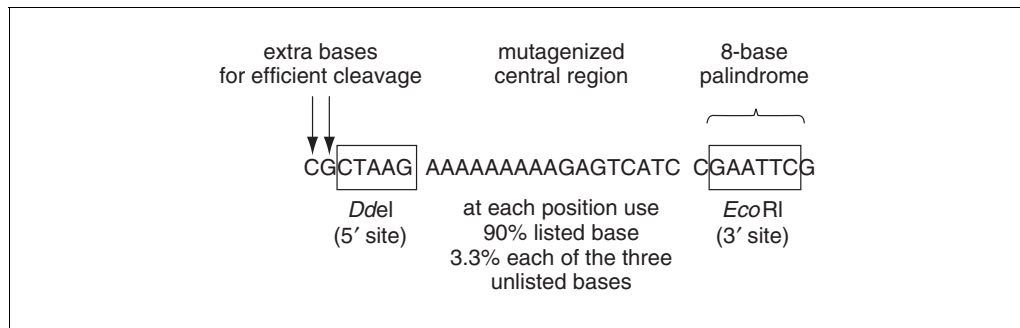 extra bases
for efficient cleavage
mutagenized
central region
8-base
palindrome
CGCTAAG AAAAAAAAAGAGTCATC CGAATTCG
DdeI
(5′ site)
at each position use
90% listed base
3.3% each of the three
unlisted bases
EcoRI
(3′ site)